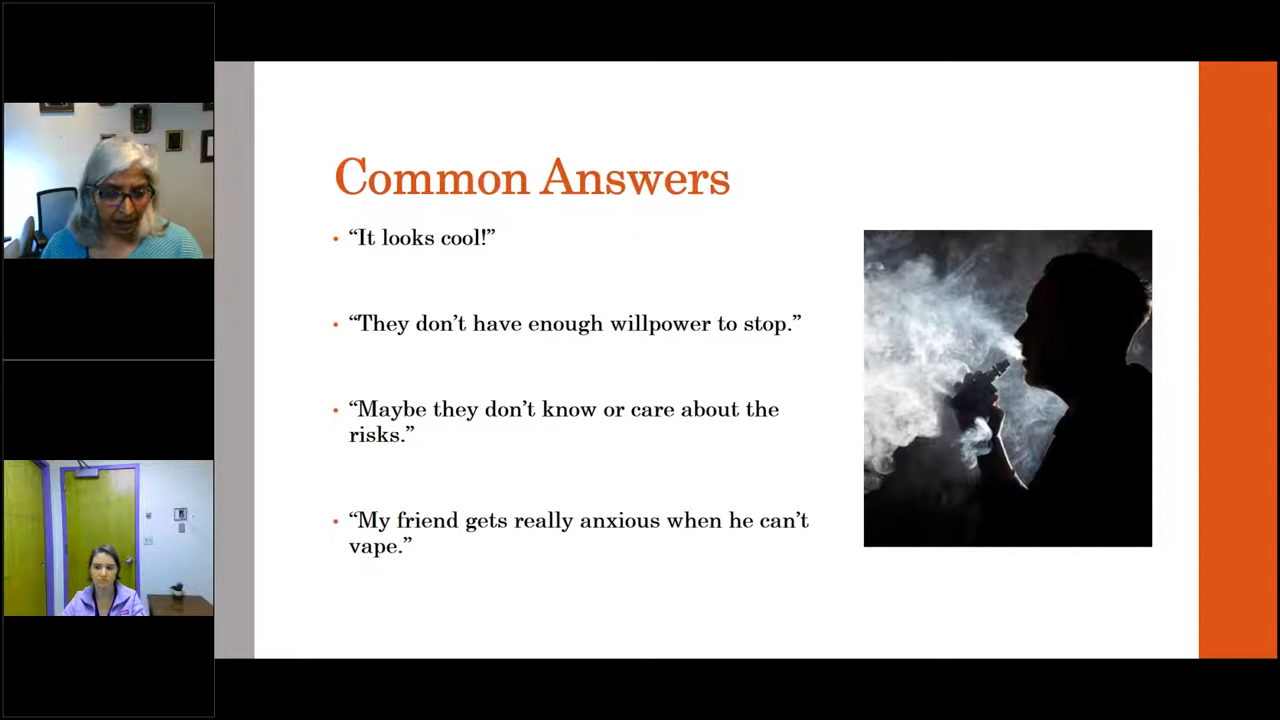 Common Answers
“It looks cool!”
“They don’t have enough willpower to stop.”
“Maybe they don’t know or care about the
risks.”
“My friend gets really anxious when he can’t
vape.”